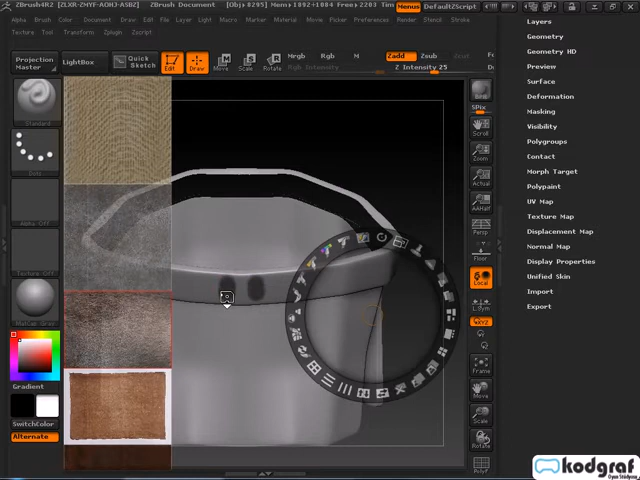 ZBrush4R2 [ZLXR-ZMYF-AOHJ-ASBZ] ZBrush Document [Obj=8295] [Mem=1892+1084] [Free=2203 Menus DefaultZScript
Alpha Brush Color Document Draw Edit File Layer Light Macro Marker Material Movie Picker Preferences Render Stencil Stroke
Texture Tool Transform Zplugin Zscript
Projection Master
LightBox
Quick Sketch
Edit
Draw
Move
Scale
Rotate
Mrgb Rgb M
Rgb Intensity
Zadd Zsub
Z Intensity 25
Standard
Dots
Alpha Off
Texture Off
MatCap Gray
Gradient
SwitchColor
Alternate
SPix
Scroll
Zoom
Actual
AAHalf
Persp
Floor
Local
L.Sym
XYZ
Frame
Move
Scale
Rotate
PolyF
Layers
Geometry
Geometry HD
Preview
Surface
Deformation
Masking
Visibility
Polygroups
Contact
Morph Target
Polypaint
UV Map
Texture Map
Displacement Map
Normal Map
Display Properties
Unified Skin
Import
Export
kodgraf